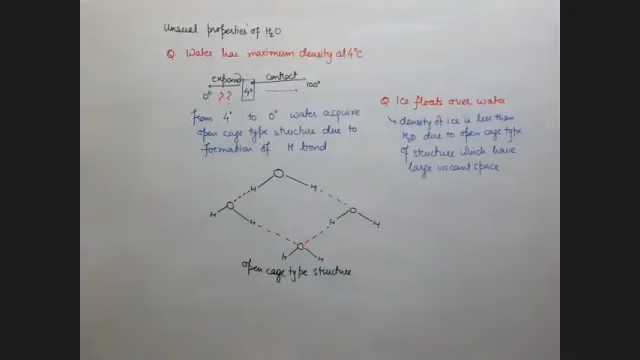 Unusual properties of H₂O
Q Water has maximum density at 4°C
expand contract
0° ?? 4° 100°
from 4° to 0° water acquire
open cage type structure due to
formation of H bond
Q Ice floats over water
density of ice is less than
H₂O due to open cage type
of structure which have
large vacant space
O
H H
O O
H H H H
O
H H
open cage type structure